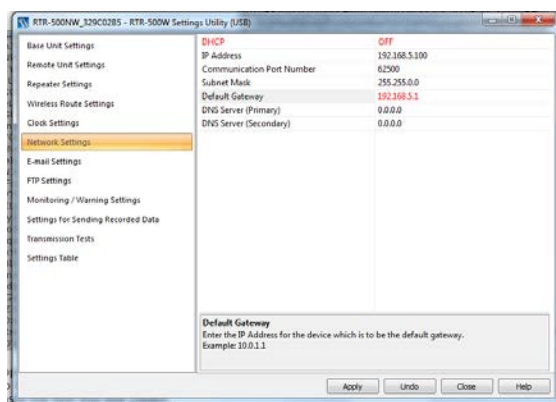 RTR-500NW_329C02B5 - RTR-500W Settings Utility (USB)
Base Unit Settings
Remote Unit Settings
Repeater Settings
Wireless Route Settings
Clock Settings
Network Settings
E-mail Settings
FTP Settings
Monitoring / Warning Settings
Settings for Sending Recorded Data
Transmission Tests
Settings Table
DHCP OFF
IP Address 192.168.5.100
Communication Port Number 62500
Subnet Mask 255.255.0.0
Default Gateway 192.168.5.1
DNS Server (Primary) 0.0.0.0
DNS Server (Secondary) 0.0.0.0
Default Gateway
Enter the IP Address for the device which is to be the default gateway.
Example: 10.0.1.1
Apply Undo Close Help